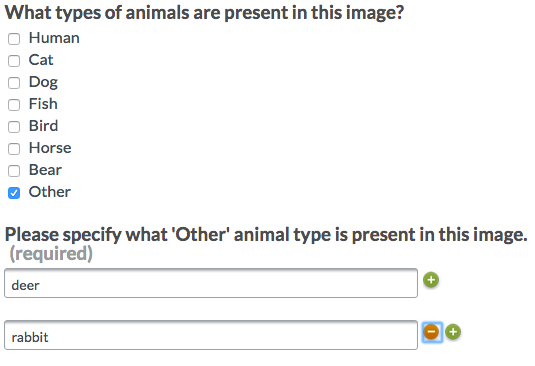 What types of animals are present in this image?
Human
Cat
Dog
Fish
Bird
Horse
Bear
Other
Please specify what 'Other' animal type is present in this image.
(required)
deer
rabbit